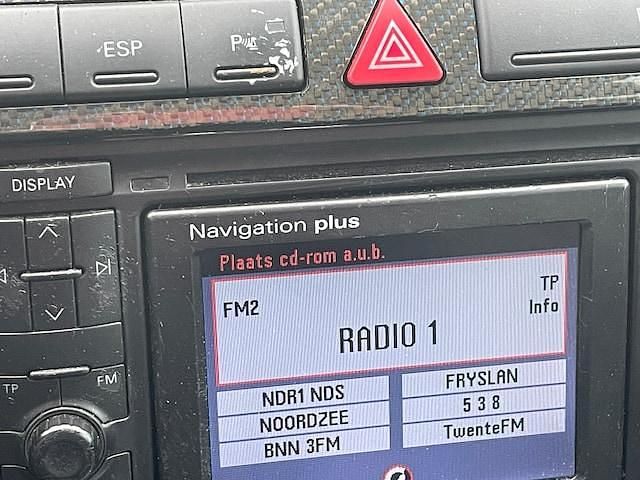 ESP
P
DISPLAY
Navigation plus
Plaats cd-rom a.u.b.
FM2
TP
Info
RADIO 1
NDR1 NDS
FRYSLAN
NOORDZEE
5 3 8
BNN 3FM
TwenteFM
TP
FM